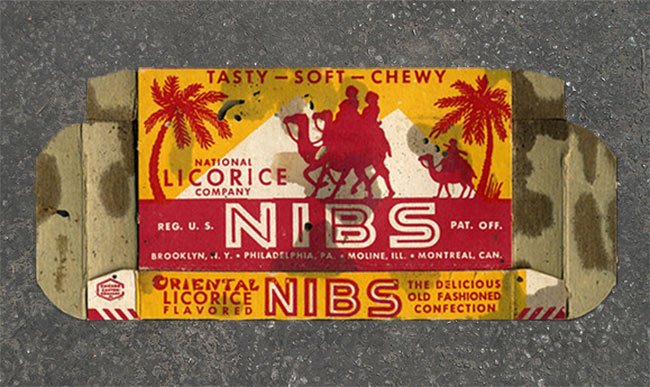 TASTY — SOFT — CHEWY
NATIONAL
LICORICE
COMPANY
REG. U. S. NIBS PAT. OFF.
BROOKLYN, N. Y. • PHILADELPHIA, PA. • MOLINE, ILL. • MONTREAL, CAN.
ORIENTAL
LICORICE
FLAVORED
NIBS
THE DELICIOUS
OLD FASHIONED
CONFECTION